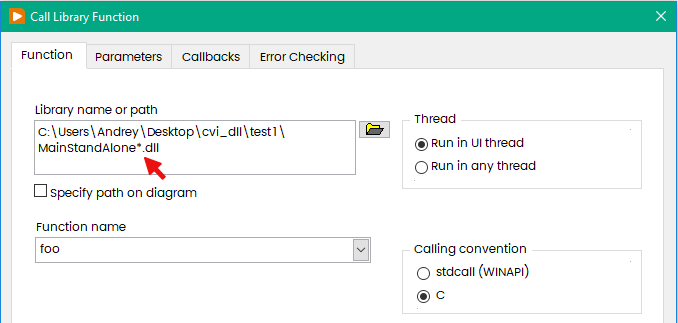 Call Library Function
Function
Parameters
Callbacks
Error Checking
Library name or path
C:\Users\Andrey\Desktop\cvi_dll\test1\
MainStandAlone*.dll
Specify path on diagram
Function name
foo
Thread
Run in UI thread
Run in any thread
Calling convention
stdcall (WINAPI)
C